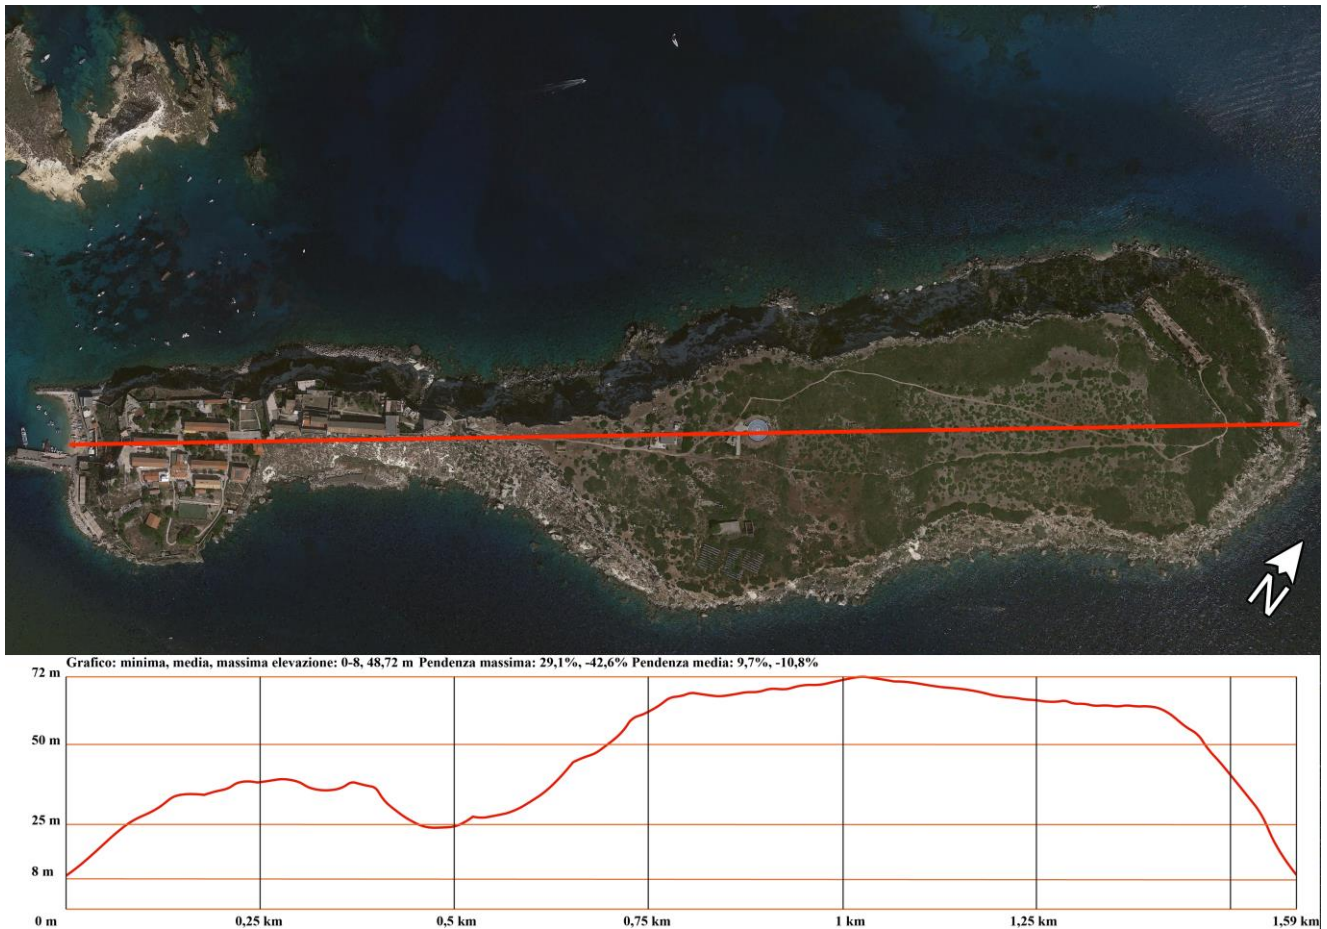 N
Grafico: minima, media, massima elevazione: 0-8, 48,72 m Pendenza massima: 29,1%, -42,6% Pendenza media: 9,7%, -10,8%
72 m
50 m
25 m
8 m
0 m 0,25 km 0,5 km 0,75 km 1 km 1,25 km 1,59 km